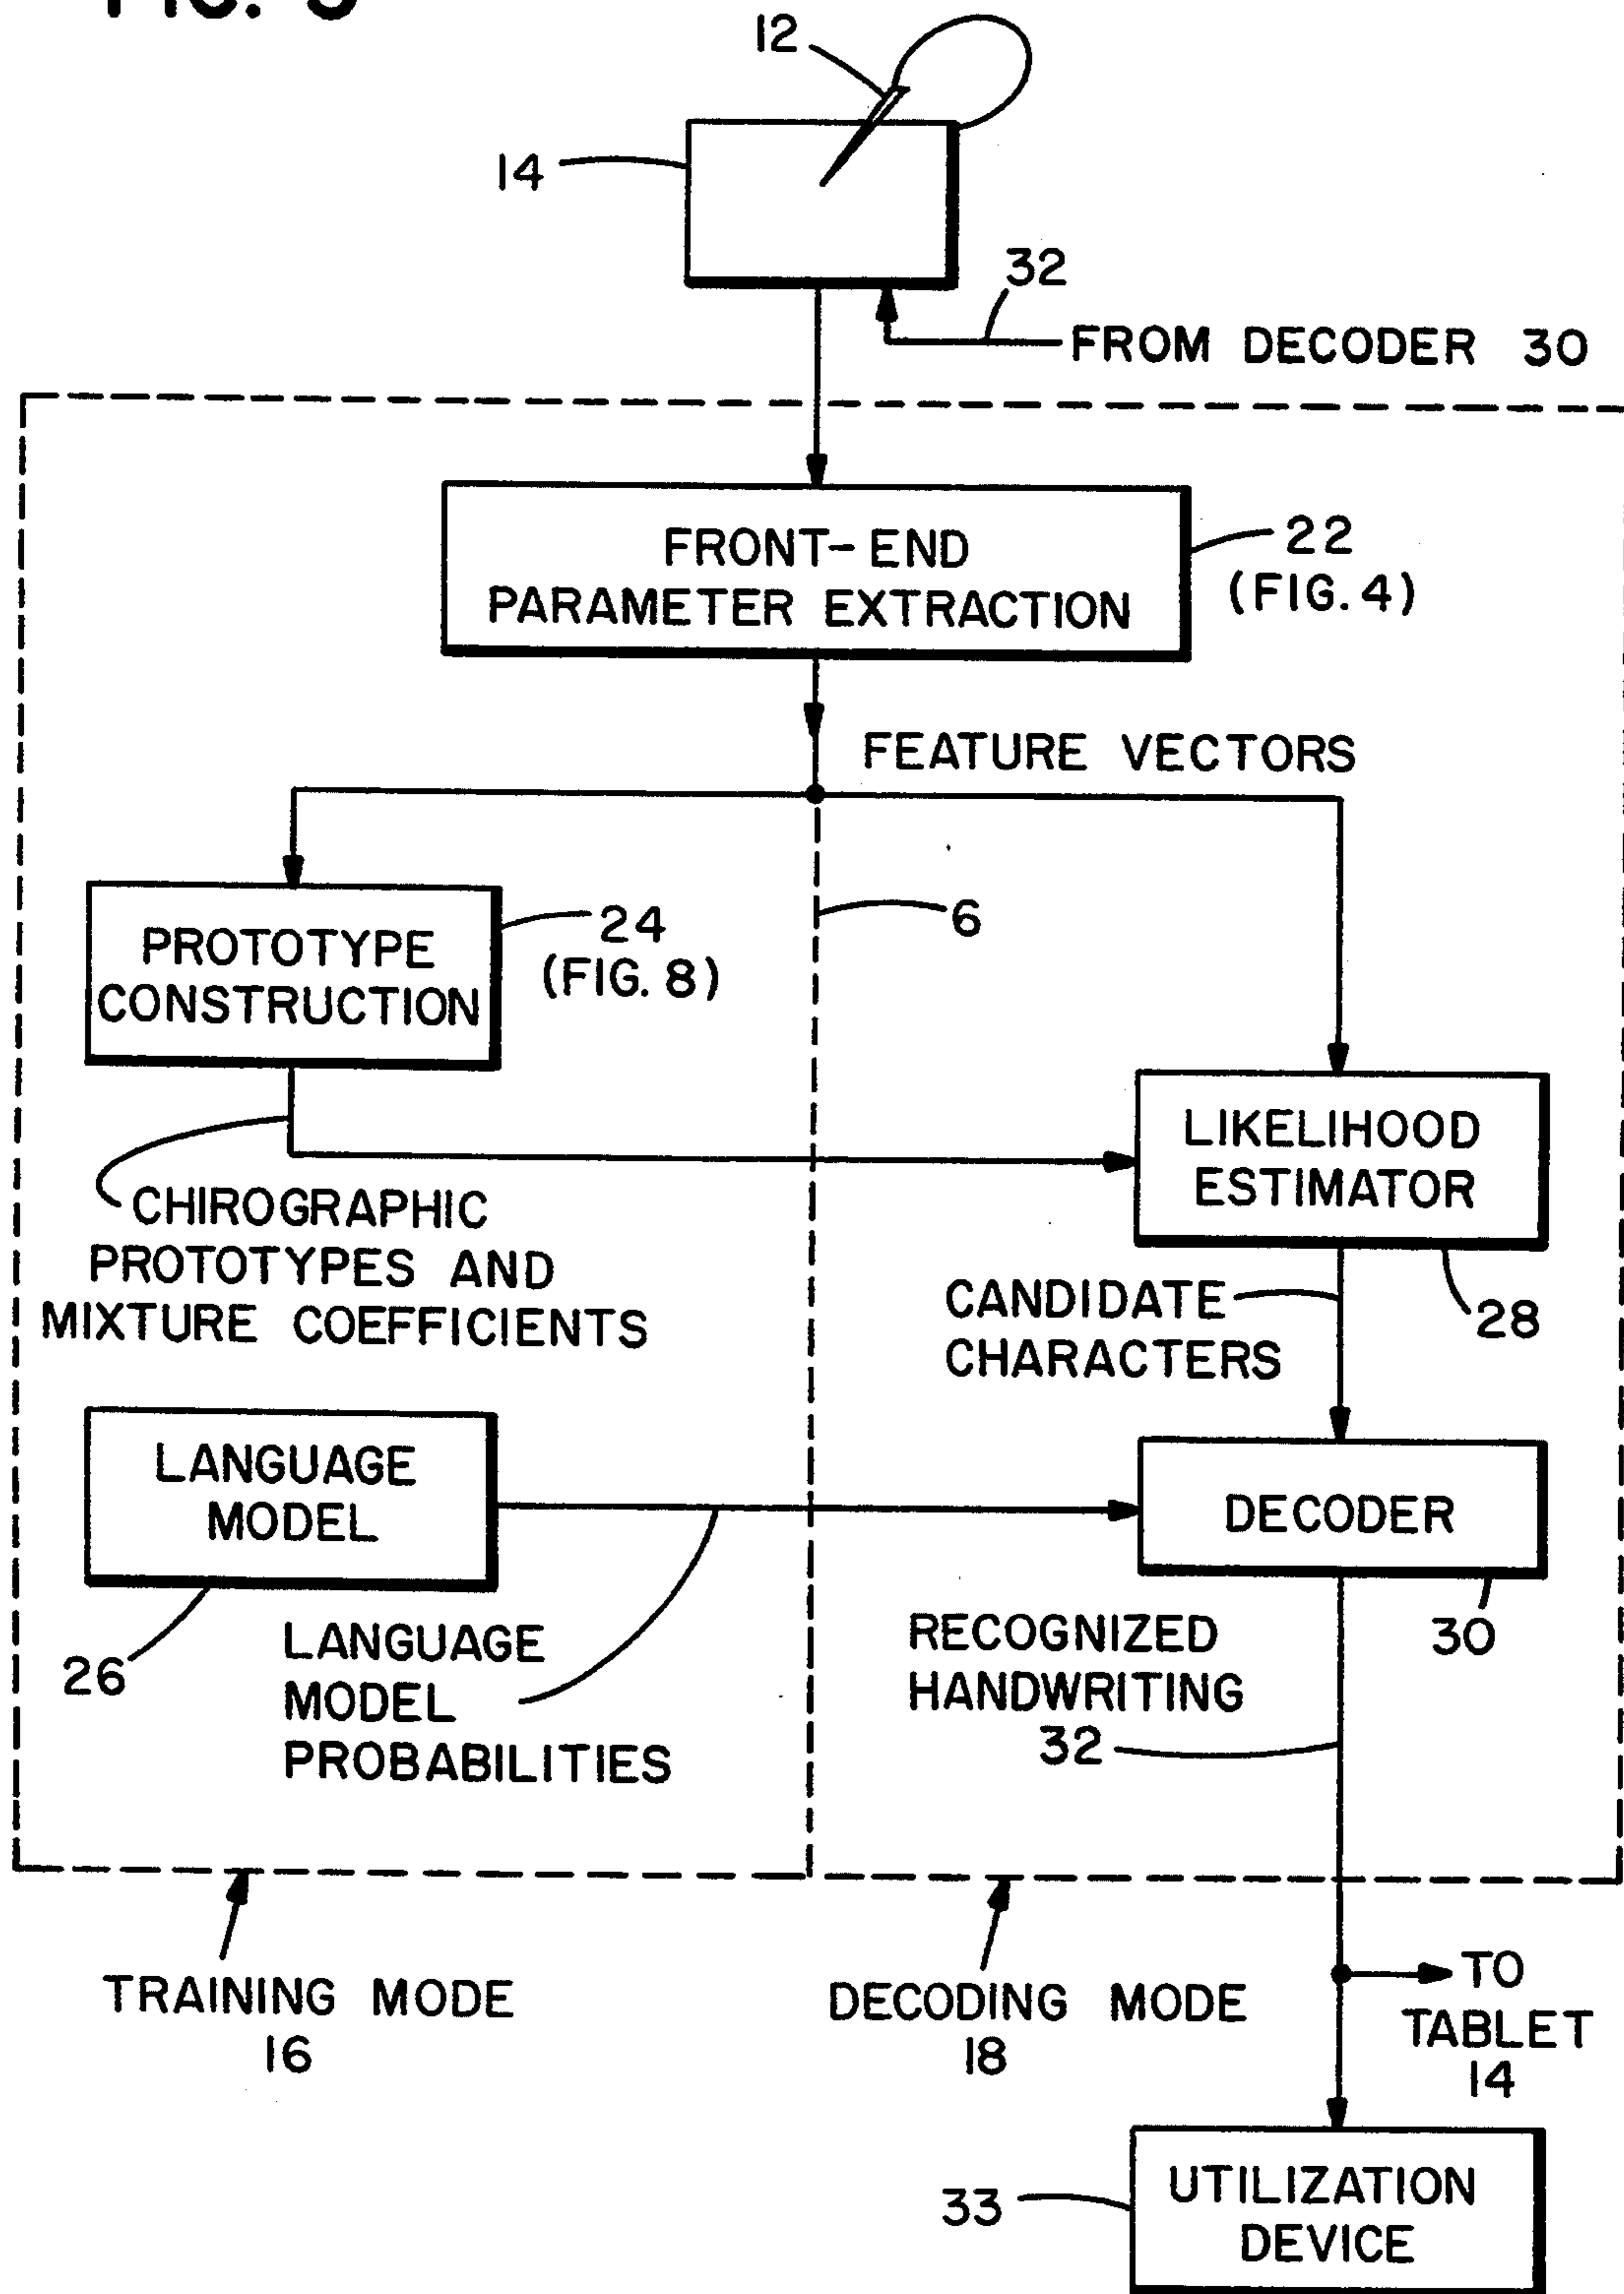 12
14
32
FROM DECODER 30
FRONT-END
PARAMETER EXTRACTION
22
(FIG. 4)
FEATURE VECTORS
PROTOTYPE
CONSTRUCTION
24
(FIG. 8)
6
LIKELIHOOD
ESTIMATOR
28
CHIROGRAPHIC
PROTOTYPES AND
MIXTURE COEFFICIENTS
CANDIDATE
CHARACTERS
LANGUAGE
MODEL
26
DECODER
30
LANGUAGE
MODEL
PROBABILITIES
RECOGNIZED
HANDWRITING
32
TRAINING MODE
16
DECODING MODE
18
TO
TABLET
14
33
UTILIZATION
DEVICE